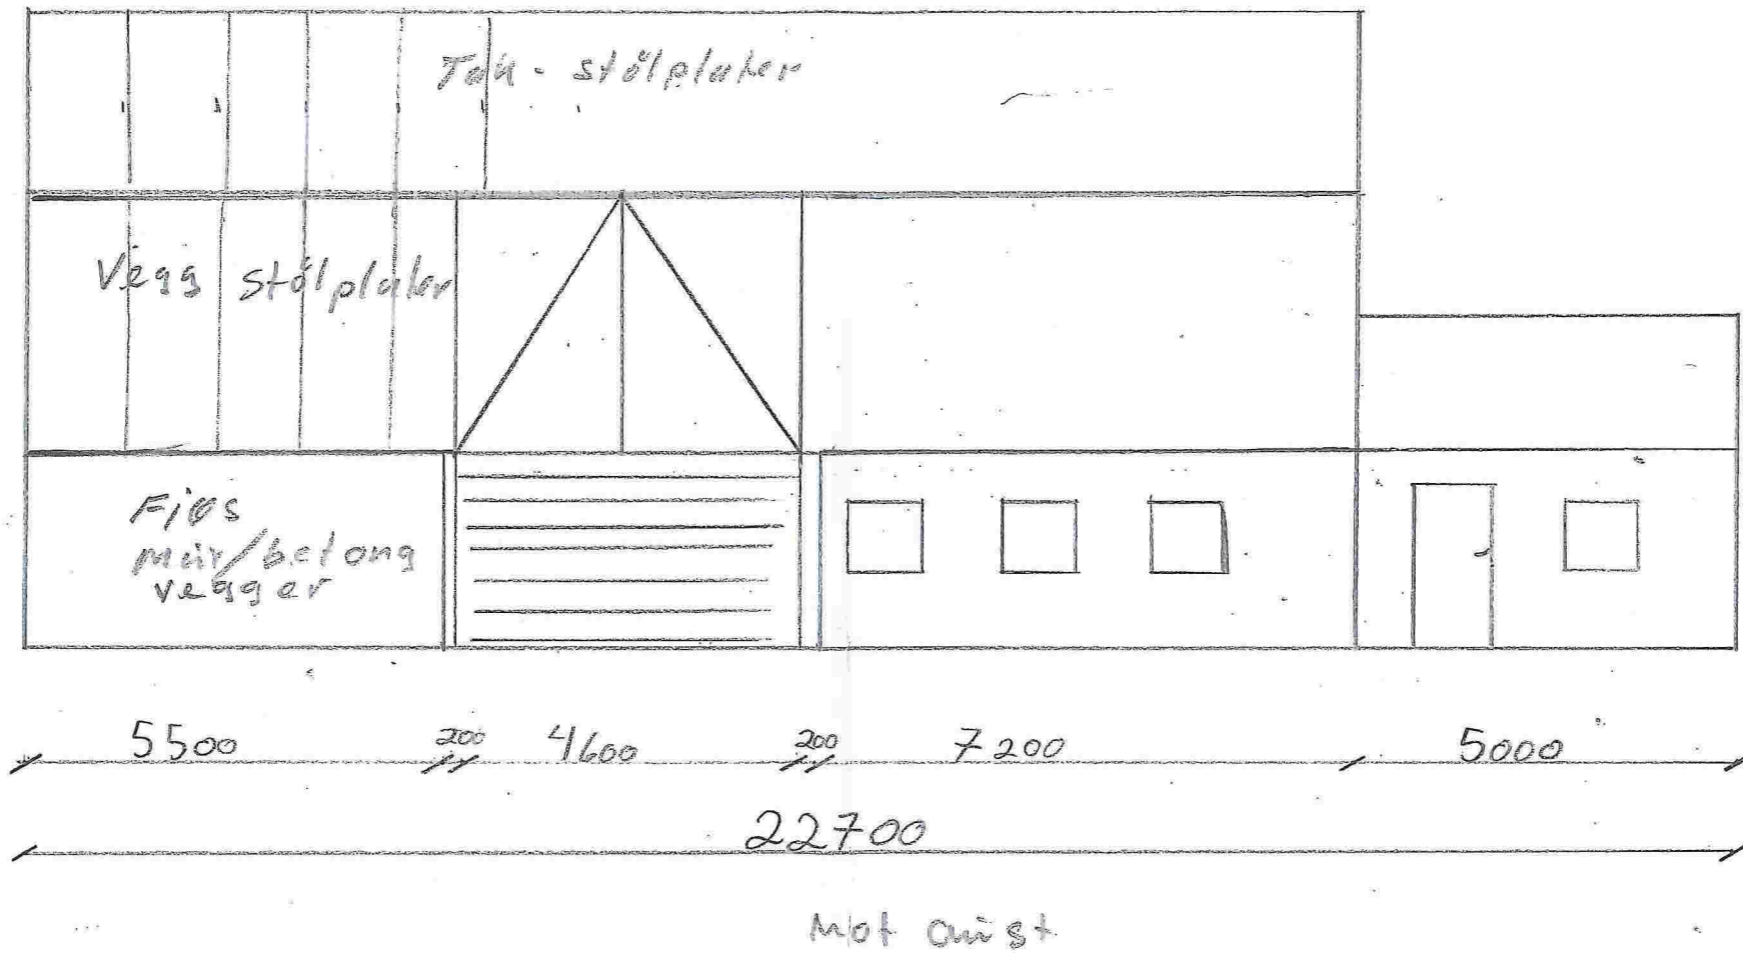 Tak - stålplater
Vegg stålplater
Fjøs
mur/betong
vegger
5500 200 4600 200 7200 5000
22700
Mot aust